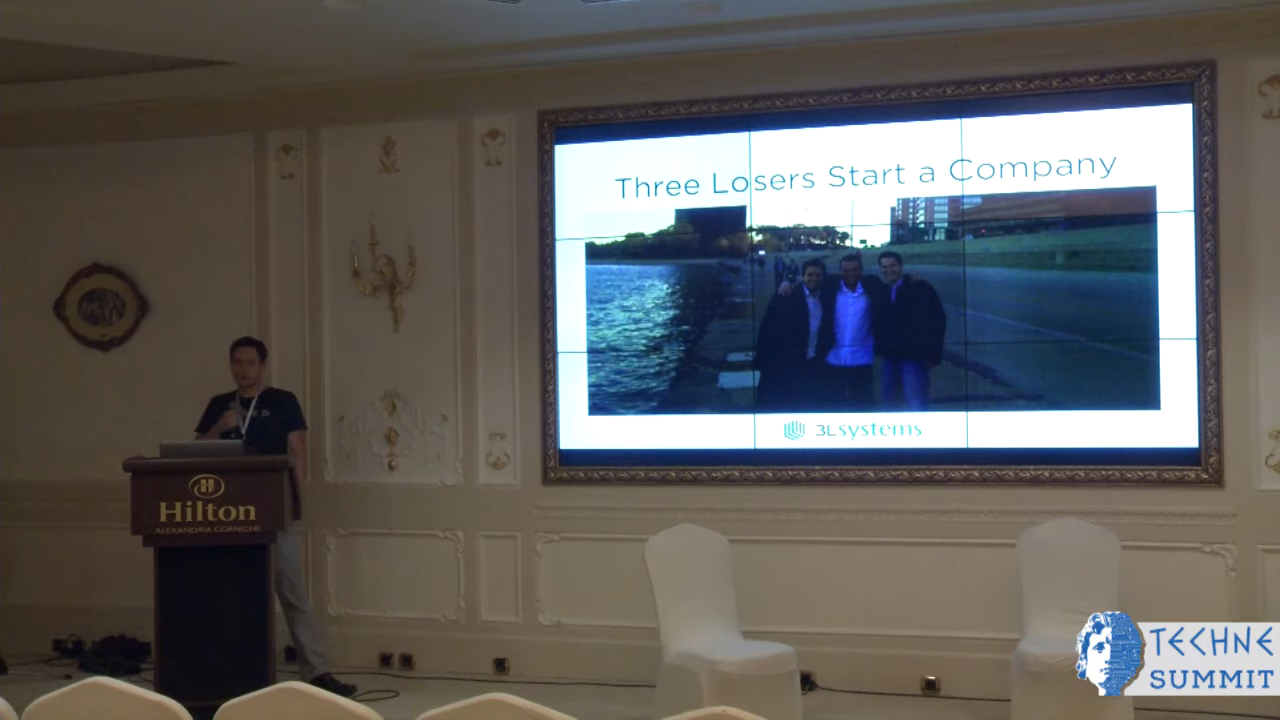 Three Losers Start a Company
3Lsystems
Hilton
ALEXANDRIA CORNICHE
TECHNE
SUMMIT